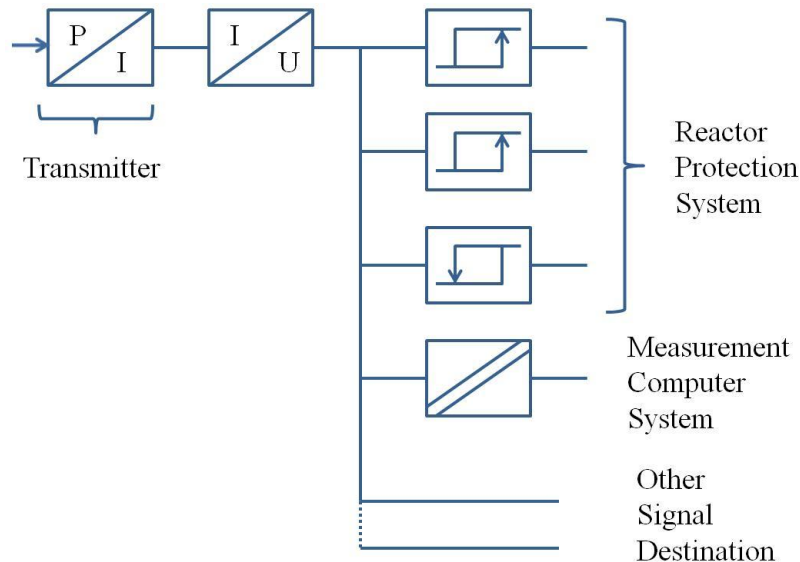 P
I
I
U
Transmitter
Reactor
Protection
System
Measurement
Computer
System
Other
Signal
Destination